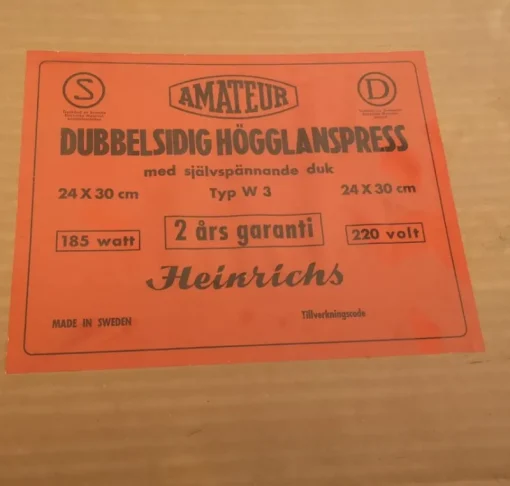 S
AMATEUR
D
DUBBELSIDIG HÖGGLANSPRESS
med självspännande duk
24 X 30 cm
Typ W 3
24 X 30 cm
185 watt
2 års garanti
220 volt
Heinrichs
MADE IN SWEDEN
Tillverkningscode